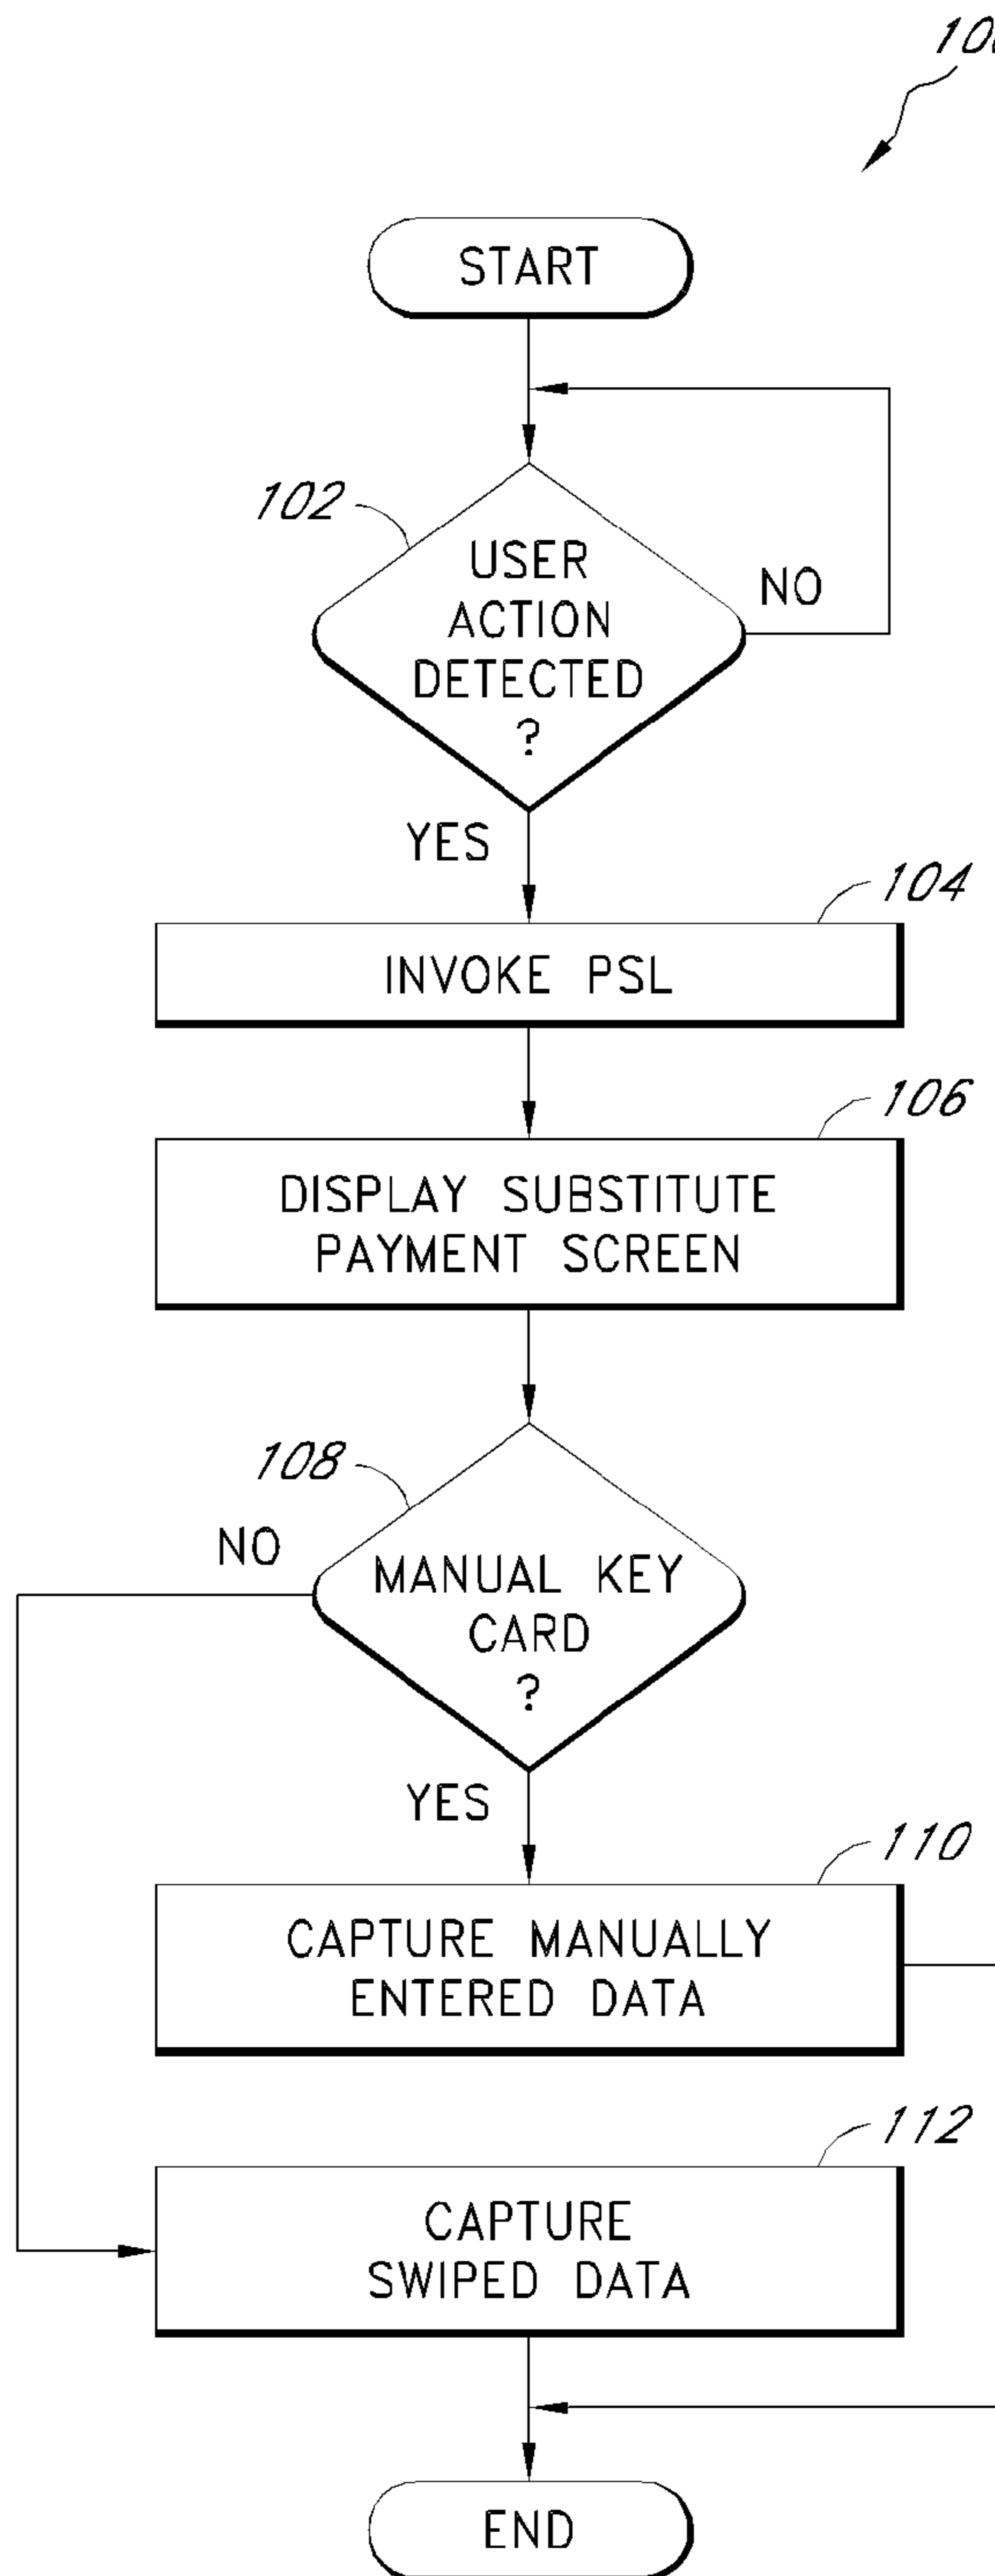 START
102
USER
ACTION
DETECTED
?
NO
YES
104
INVOKE PSL
106
DISPLAY SUBSTITUTE
PAYMENT SCREEN
108
NO
MANUAL KEY
CARD
?
YES
110
CAPTURE MANUALLY
ENTERED DATA
112
CAPTURE
SWIPED DATA
END